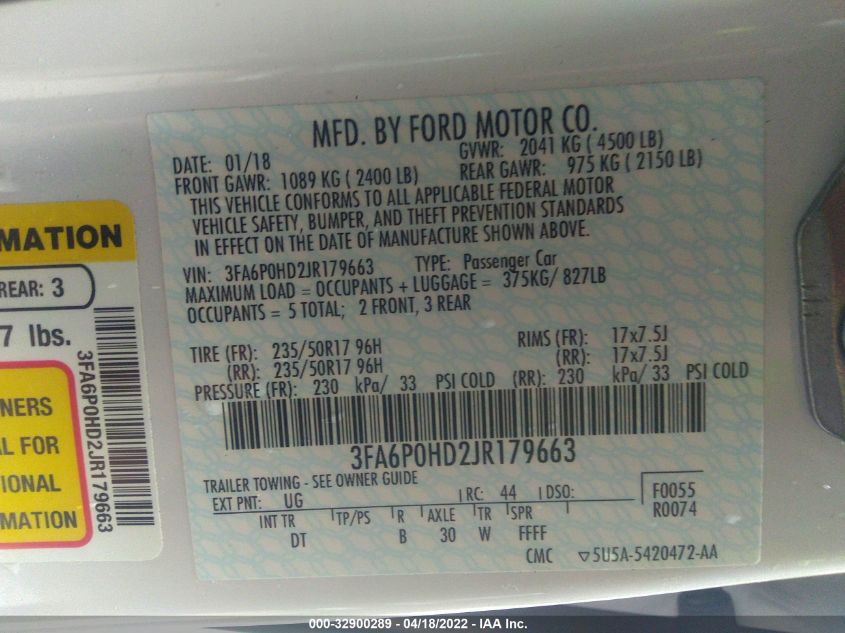 MFD. BY FORD MOTOR CO.
DATE: 01/18 GVWR: 2041 KG ( 4500 LB)
FRONT GAWR: 1089 KG ( 2400 LB) REAR GAWR: 975 KG ( 2150 LB)
THIS VEHICLE CONFORMS TO ALL APPLICABLE FEDERAL MOTOR
VEHICLE SAFETY, BUMPER, AND THEFT PREVENTION STANDARDS
IN EFFECT ON THE DATE OF MANUFACTURE SHOWN ABOVE.
VIN: 3FA6P0HD2JR179663 TYPE: Passenger Car
MAXIMUM LOAD = OCCUPANTS + LUGGAGE = 375KG/ 827LB
OCCUPANTS = 5 TOTAL; 2 FRONT, 3 REAR
TIRE (FR): 235/50R17 96H RIMS (FR): 17x7.5J
(RR): 235/50R17 96H (RR): 17x7.5J
PRESSURE (FR): 230 kPa/ 33 PSI COLD (RR): 230 kPa/ 33 PSI COLD
3FA6P0HD2JR179663
TRAILER TOWING - SEE OWNER GUIDE
EXT PNT: UG RC: 44 DSO: F0055
R0074
INT TR TP/PS R AXLE TR SPR
DT B 30 W FFFF
CMC ▽5U5A-5420472-AA
MATION
REAR: 3
7 lbs.
3FA6P0HD2JR179663
NERS
AL FOR
IONAL
MATION
000-32900289 - 04/18/2022 - IAA Inc.